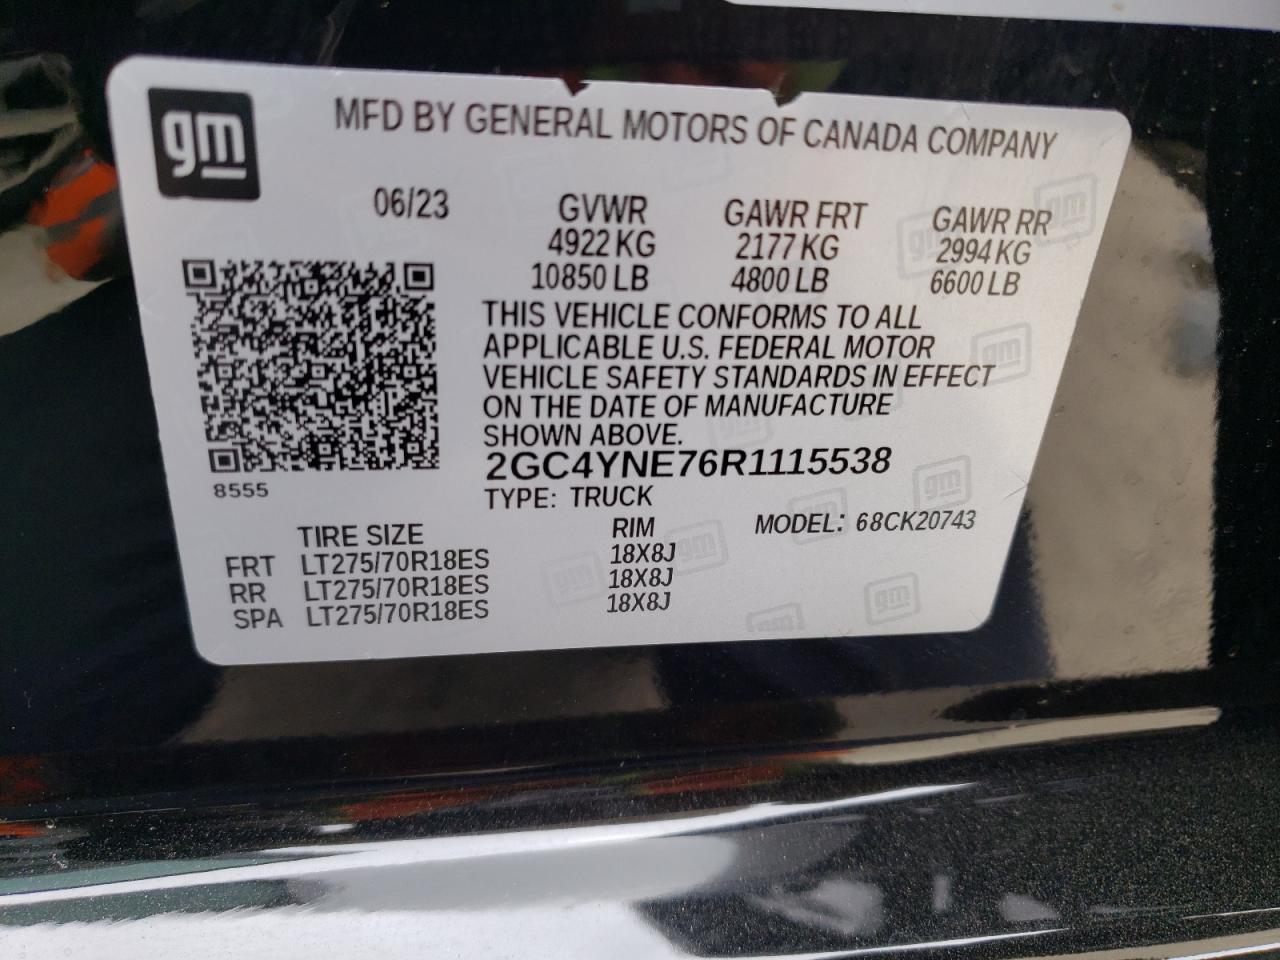 gm
MFD BY GENERAL MOTORS OF CANADA COMPANY
06/23 GVWR GAWR FRT GAWR RR
4922 KG 2177 KG 2994 KG
10850 LB 4800 LB 6600 LB
THIS VEHICLE CONFORMS TO ALL
APPLICABLE U.S. FEDERAL MOTOR
VEHICLE SAFETY STANDARDS IN EFFECT
ON THE DATE OF MANUFACTURE
SHOWN ABOVE.
2GC4YNE76R1115538
8555
TYPE: TRUCK
TIRE SIZE RIM MODEL: 68CK20743
FRT LT275/70R18ES 18X8J
RR LT275/70R18ES 18X8J
SPA LT275/70R18ES 18X8J